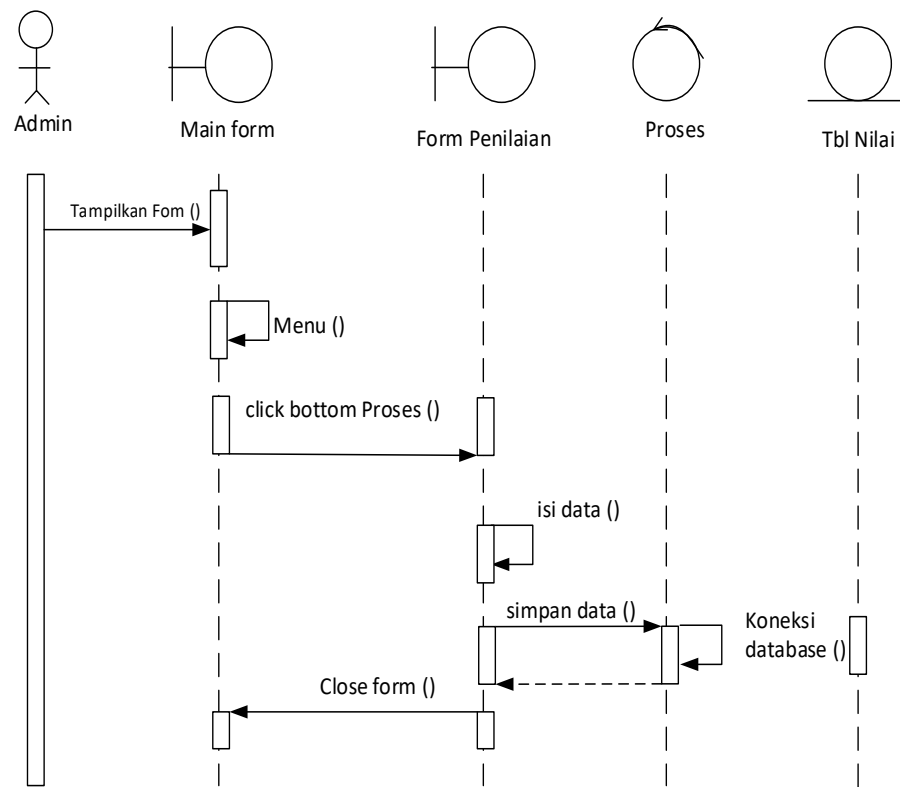 Admin
Main form
Form Penilaian
Proses
Tbl Nilai
Tampilkan Fom ()
Menu ()
click bottom Proses ()
isi data ()
simpan data ()
Koneksi
database ()
Close form ()